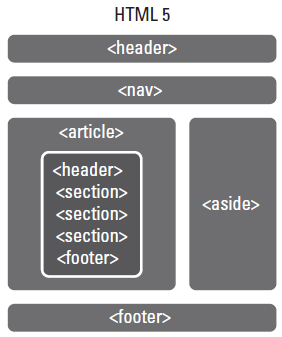 HTML 5
<header>
<nav>
<article>
<header>
<section>
<section>
<section>
<footer>
<aside>
<footer>